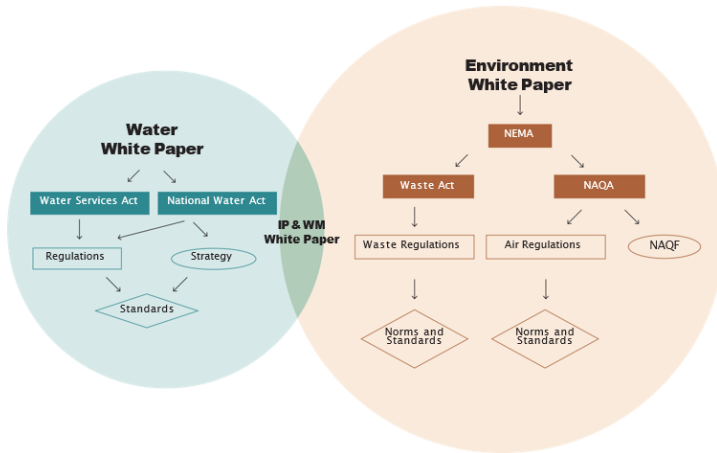 Environment
White Paper
NEMA
Waste Act
NAQA
Waste Regulations
Air Regulations
NAQF
Norms and
Standards
Norms and
Standards
Water
White Paper
Water Services Act
National Water Act
Regulations
Strategy
Standards
IP & WM
White Paper